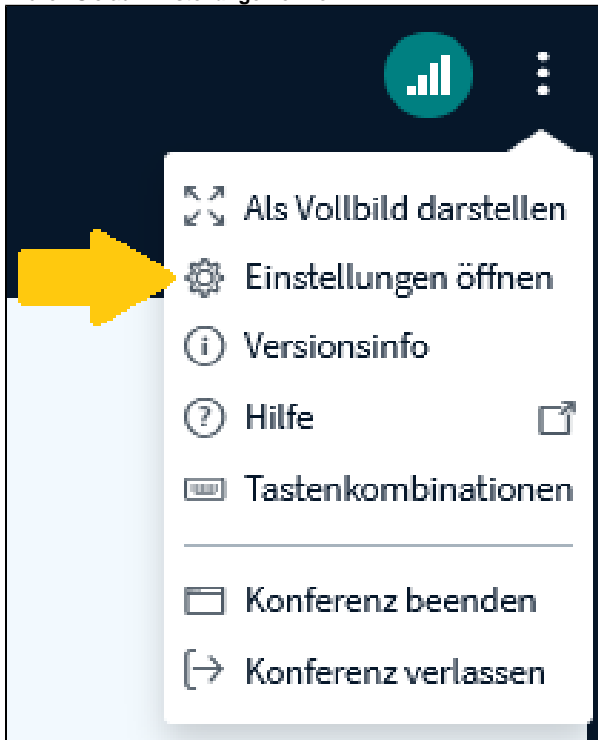 Als Vollbild darstellen
Einstellungen öffnen
Versionsinfo
Hilfe
Tastenkombinationen
Konferenz beenden
Konferenz verlassen